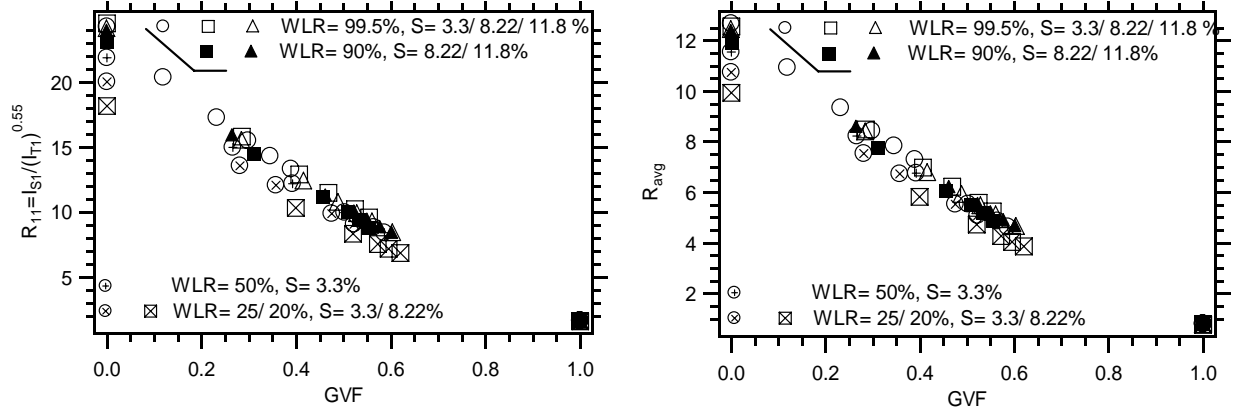 WLR= 99.5%, S= 3.3/ 8.22/ 11.8 %
WLR= 90%, S= 8.22/ 11.8%
20
15
10
5
R11=IS1/(IT1)^0.55
WLR= 50%, S= 3.3%
WLR= 25/ 20%, S= 3.3/ 8.22%
0.0 0.2 0.4 0.6 0.8 1.0
GVF
WLR= 99.5%, S= 3.3/ 8.22/ 11.8 %
WLR= 90%, S= 8.22/ 11.8%
12
10
8
6
4
2
Ravg
WLR= 50%, S= 3.3%
WLR= 25/ 20%, S= 3.3/ 8.22%
0.0 0.2 0.4 0.6 0.8 1.0
GVF